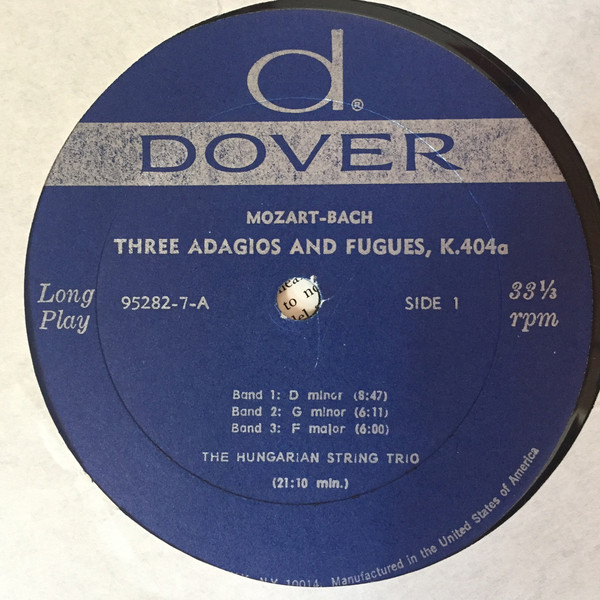 d®
DOVER
MOZART-BACH
THREE ADAGIOS AND FUGUES, K.404a
Long Play
95282-7-A
SIDE 1
33⅓ rpm
to
Band 1: D minor (8:47)
Band 2: G minor (6:11)
Band 3: F major (6:00)
THE HUNGARIAN STRING TRIO
(21:10 min.)
N.Y. 10014. Manufactured in the United States of America